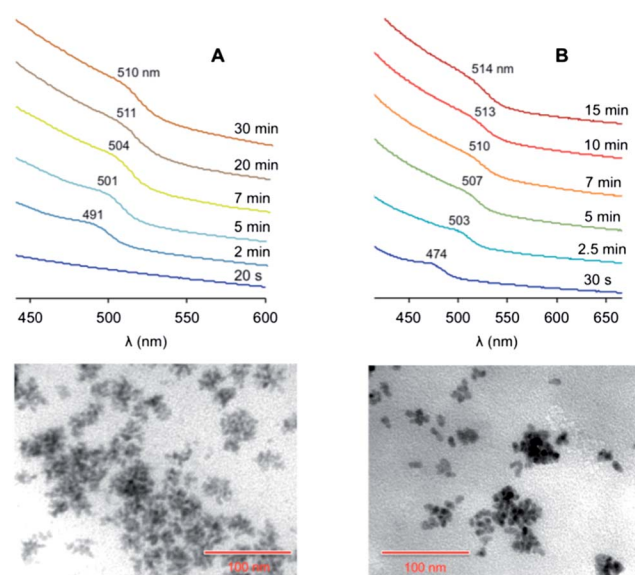 A
510 nm
511
504
501
491
30 min
20 min
7 min
5 min
2 min
20 s
450 500 550 600
λ (nm)
B
514 nm
513
510
507
503
474
15 min
10 min
7 min
5 min
2.5 min
30 s
450 500 550 600 650
λ (nm)
100 nm
100 nm